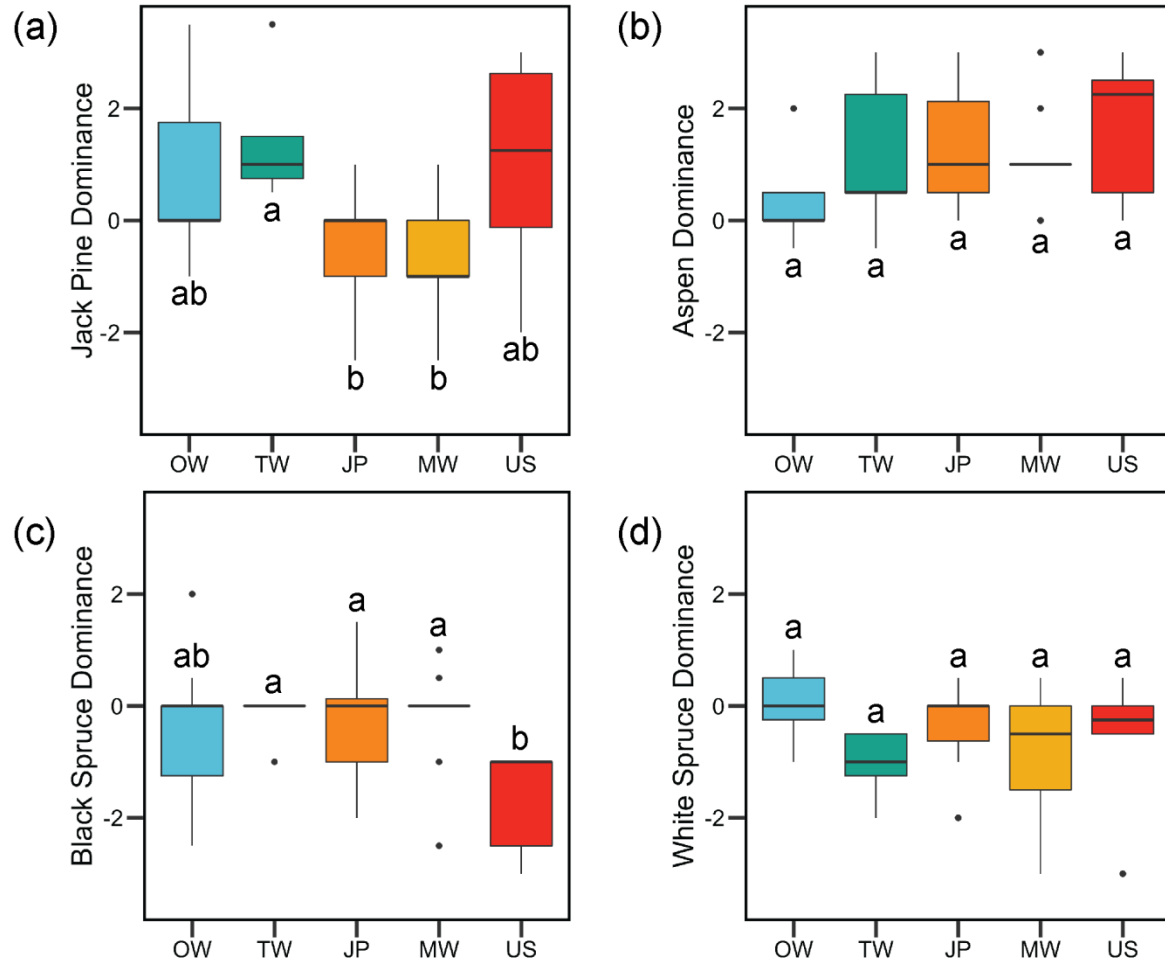 (a)
Jack Pine Dominance
2
0
-2
ab
a
b
b
ab
OW TW JP MW US
(b)
Aspen Dominance
2
0
-2
a
a
a
a
a
OW TW JP MW US
(c)
Black Spruce Dominance
2
0
-2
ab
a
a
a
b
OW TW JP MW US
(d)
White Spruce Dominance
2
0
-2
a
a
a
a
a
OW TW JP MW US